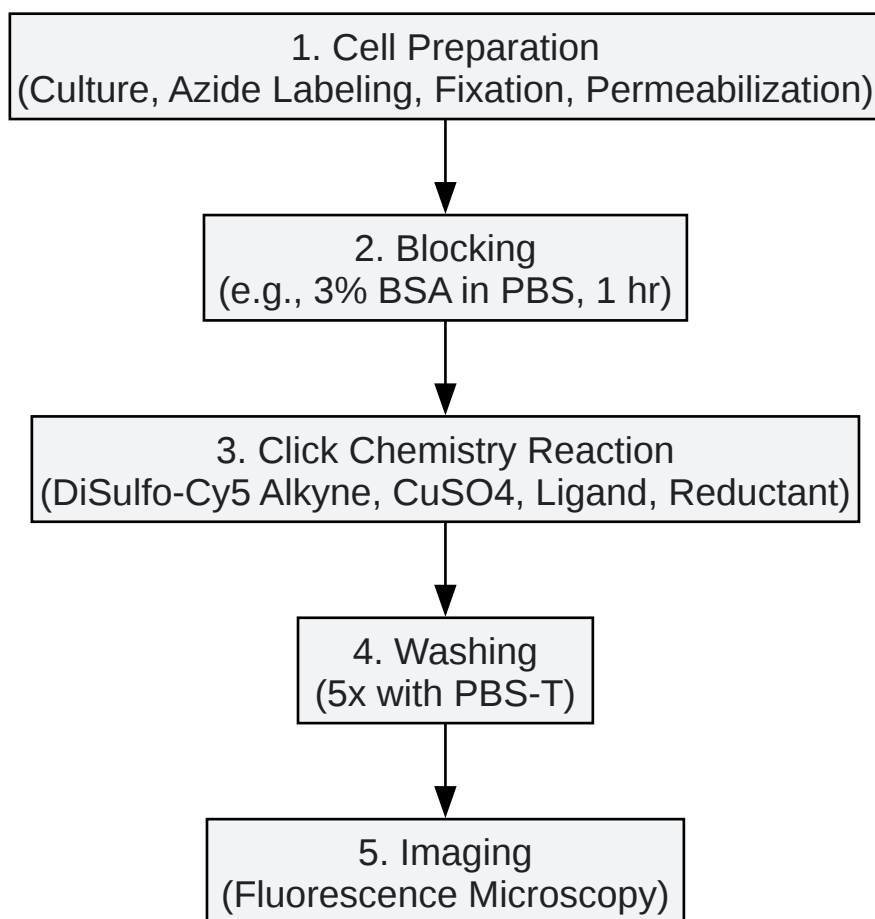 1. Cell Preparation
(Culture, Azide Labeling, Fixation, Permeabilization)
2. Blocking
(e.g., 3% BSA in PBS, 1 hr)
3. Click Chemistry Reaction
(DiSulfo-Cy5 Alkyne, CuSO4, Ligand, Reductant)
4. Washing
(5x with PBS-T)
5. Imaging
(Fluorescence Microscopy)